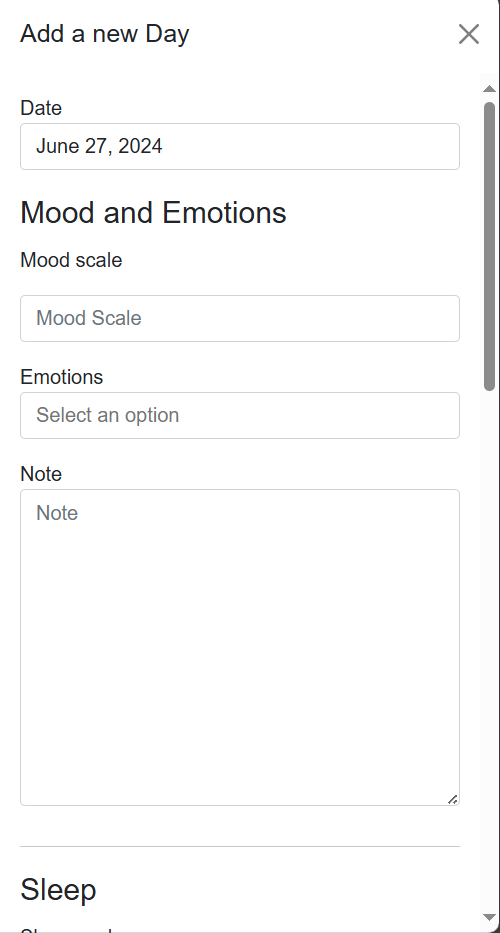 Add a new Day
Date
June 27, 2024
Mood and Emotions
Mood scale
Mood Scale
Emotions
Select an option
Note
Note
Sleep